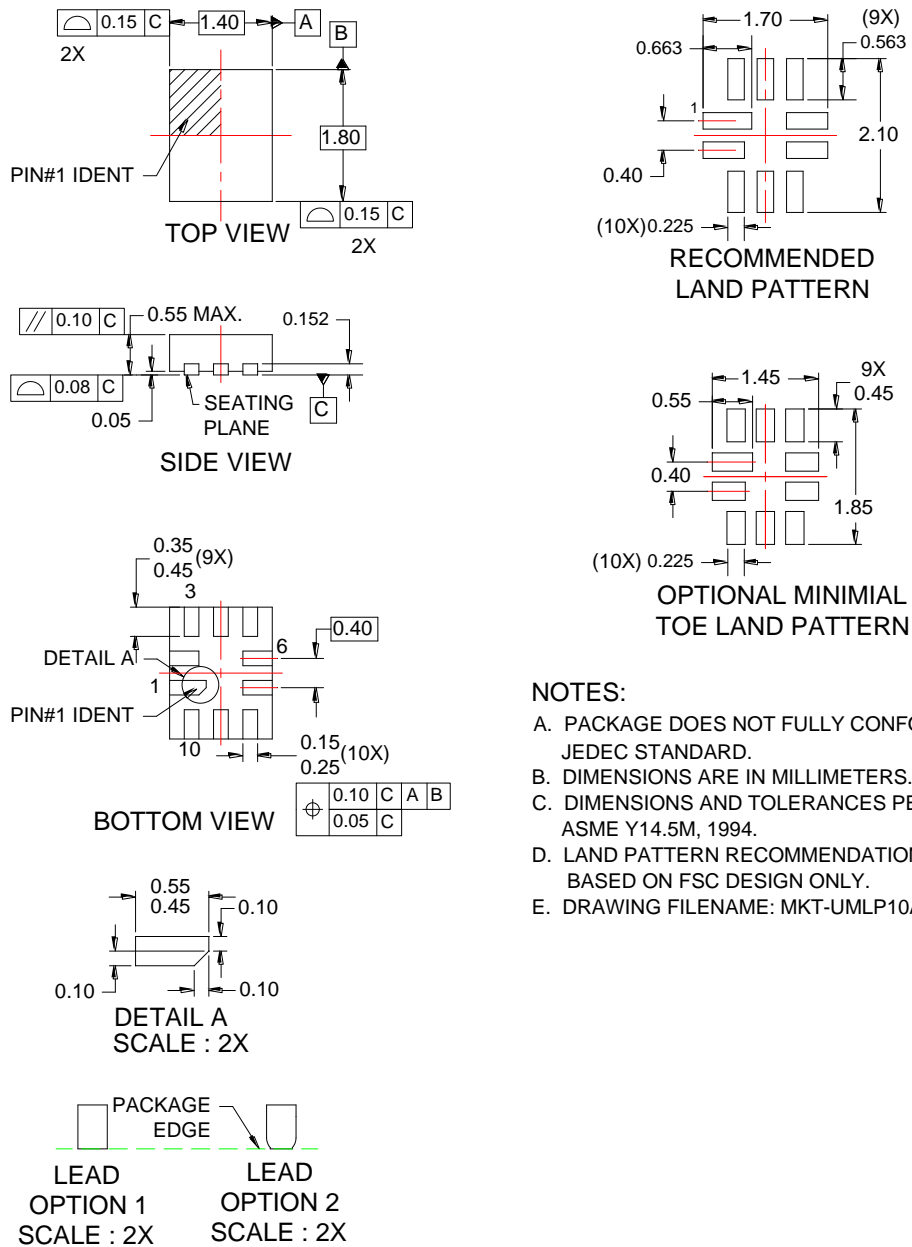 0.15 C
2X
1.40
A
B
1.80
PIN#1 IDENT
0.15 C
2X
TOP VIEW
0.10 C
0.55 MAX.
0.152
0.08 C
0.05
SEATING
PLANE
C
SIDE VIEW
0.35
0.45
(9X)
3
0.40
6
DETAIL A
1
PIN#1 IDENT
10
0.15
0.25
(10X)
0.10 C A B
0.05 C
BOTTOM VIEW
0.55
0.45
0.10
0.10
0.10
DETAIL A
SCALE : 2X
PACKAGE
EDGE
LEAD
OPTION 1
SCALE : 2X
LEAD
OPTION 2
SCALE : 2X
1.70
(9X)
0.563
0.663
1
2.10
0.40
(10X) 0.225
RECOMMENDED
LAND PATTERN
1.45
9X
0.45
0.55
0.40
1.85
(10X) 0.225
OPTIONAL MINIMIAL
TOE LAND PATTERN
NOTES:
A. PACKAGE DOES NOT FULLY CONFO
JEDEC STANDARD.
B. DIMENSIONS ARE IN MILLIMETERS.
C. DIMENSIONS AND TOLERANCES PE
ASME Y14.5M, 1994.
D. LAND PATTERN RECOMMENDATION
BASED ON FSC DESIGN ONLY.
E. DRAWING FILENAME: MKT-UMLP10A